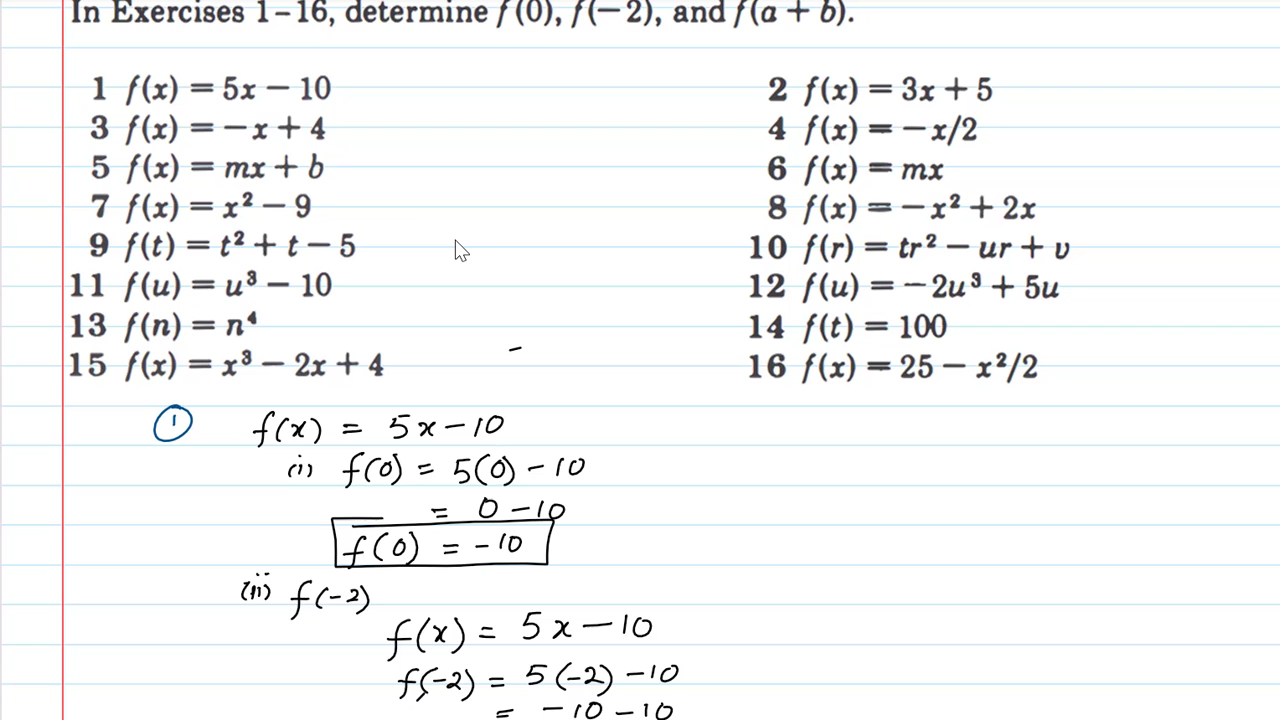 In Exercises 1–16, determine f(0), f(−2), and f(a + b).
1 f(x) = 5x − 10
2 f(x) = 3x + 5
3 f(x) = −x + 4
4 f(x) = −x/2
5 f(x) = mx + b
6 f(x) = mx
7 f(x) = x² − 9
8 f(x) = −x² + 2x
9 f(t) = t² + t − 5
10 f(r) = tr² − ur + v
11 f(u) = u³ − 10
12 f(u) = −2u³ + 5u
13 f(n) = n⁴
14 f(t) = 100
15 f(x) = x³ − 2x + 4
16 f(x) = 25 − x²/2
① f(x) = 5x − 10
(i) f(0) = 5(0) − 10
= 0 − 10
f(0) = −10
(ii) f(−2)
f(x) = 5x − 10
f(−2) = 5(−2) − 10
= −10 − 10